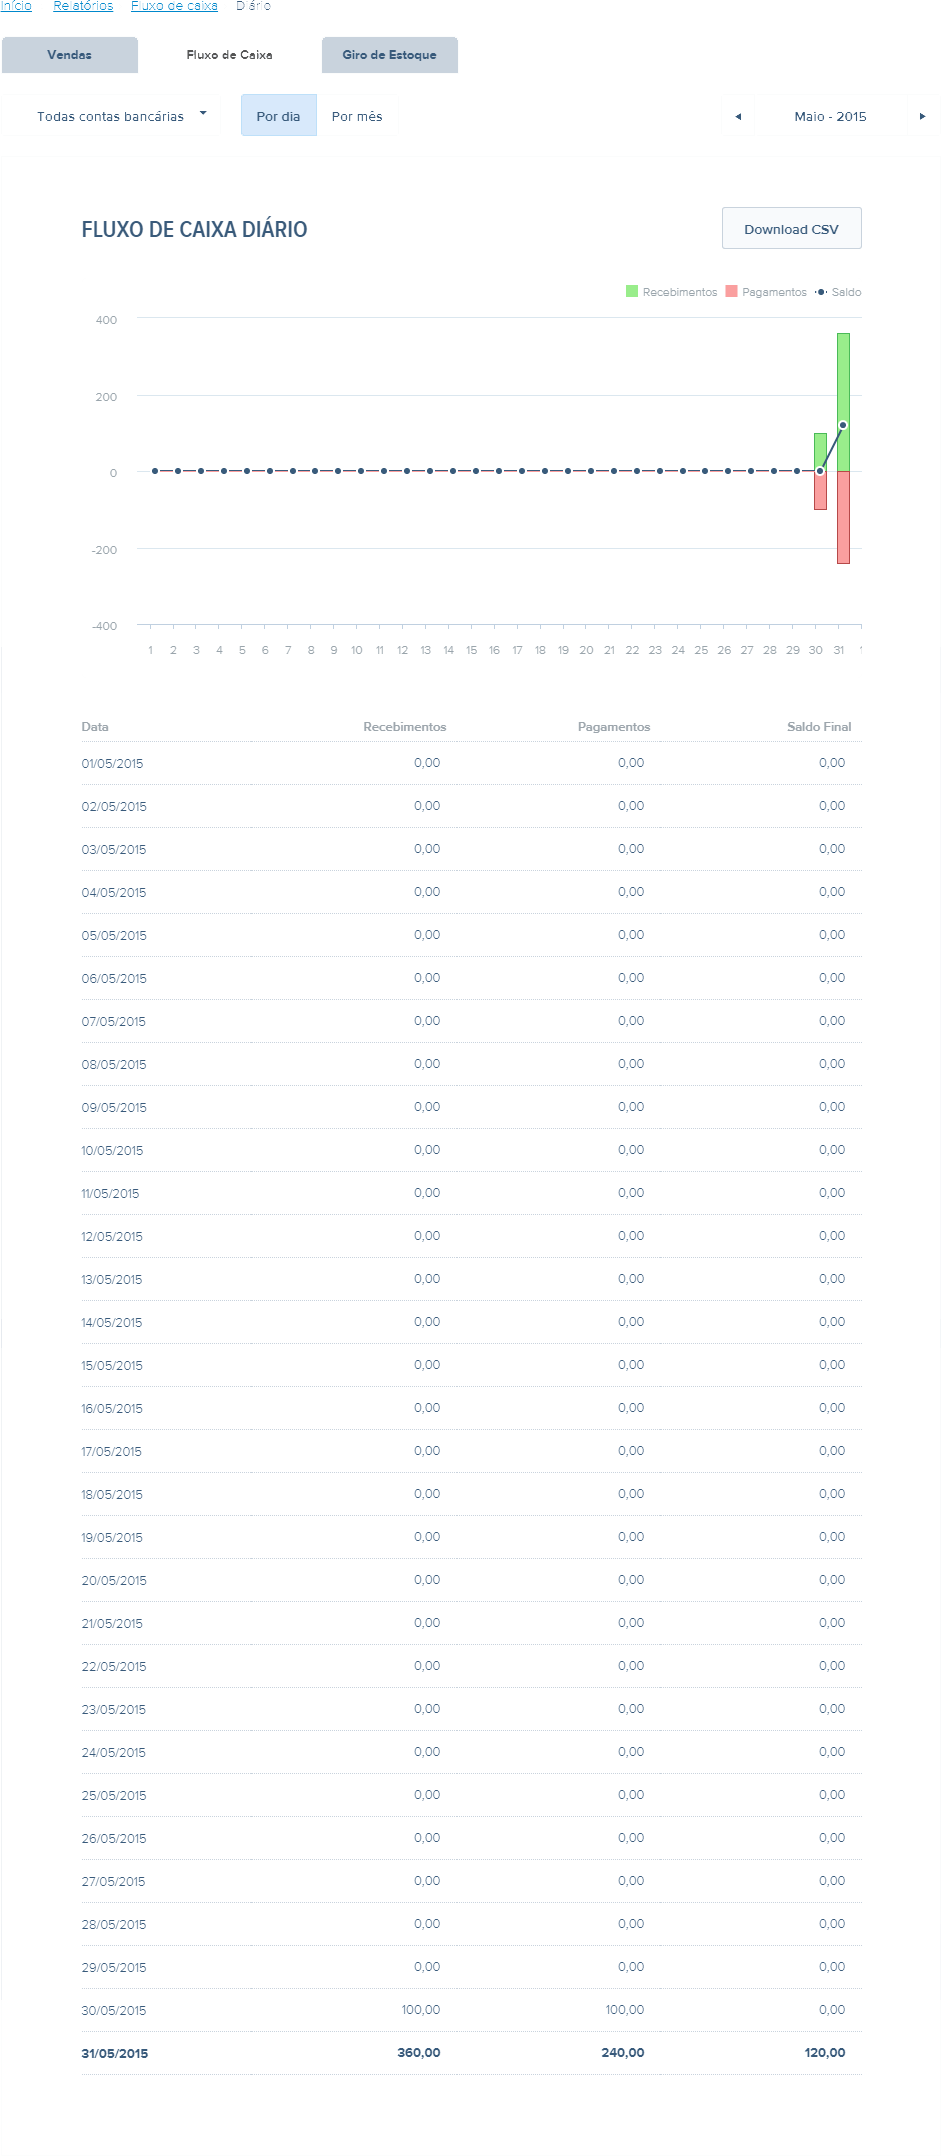 Início Relatórios Fluxo de caixa Diário
Vendas Fluxo de Caixa Giro de Estoque
Todas contas bancárias Por dia Por mês Maio - 2015
FLUXO DE CAIXA DIÁRIO Download CSV
Recebimentos Pagamentos Saldo
400
200
0
-200
-400
1 2 3 4 5 6 7 8 9 10 11 12 13 14 15 16 17 18 19 20 21 22 23 24 25 26 27 28 29 30 31
Data Recebimentos Pagamentos Saldo Final
01/05/2015 0,00 0,00 0,00
02/05/2015 0,00 0,00 0,00
03/05/2015 0,00 0,00 0,00
04/05/2015 0,00 0,00 0,00
05/05/2015 0,00 0,00 0,00
06/05/2015 0,00 0,00 0,00
07/05/2015 0,00 0,00 0,00
08/05/2015 0,00 0,00 0,00
09/05/2015 0,00 0,00 0,00
10/05/2015 0,00 0,00 0,00
11/05/2015 0,00 0,00 0,00
12/05/2015 0,00 0,00 0,00
13/05/2015 0,00 0,00 0,00
14/05/2015 0,00 0,00 0,00
15/05/2015 0,00 0,00 0,00
16/05/2015 0,00 0,00 0,00
17/05/2015 0,00 0,00 0,00
18/05/2015 0,00 0,00 0,00
19/05/2015 0,00 0,00 0,00
20/05/2015 0,00 0,00 0,00
21/05/2015 0,00 0,00 0,00
22/05/2015 0,00 0,00 0,00
23/05/2015 0,00 0,00 0,00
24/05/2015 0,00 0,00 0,00
25/05/2015 0,00 0,00 0,00
26/05/2015 0,00 0,00 0,00
27/05/2015 0,00 0,00 0,00
28/05/2015 0,00 0,00 0,00
29/05/2015 0,00 0,00 0,00
30/05/2015 100,00 100,00 0,00
31/05/2015 360,00 240,00 120,00